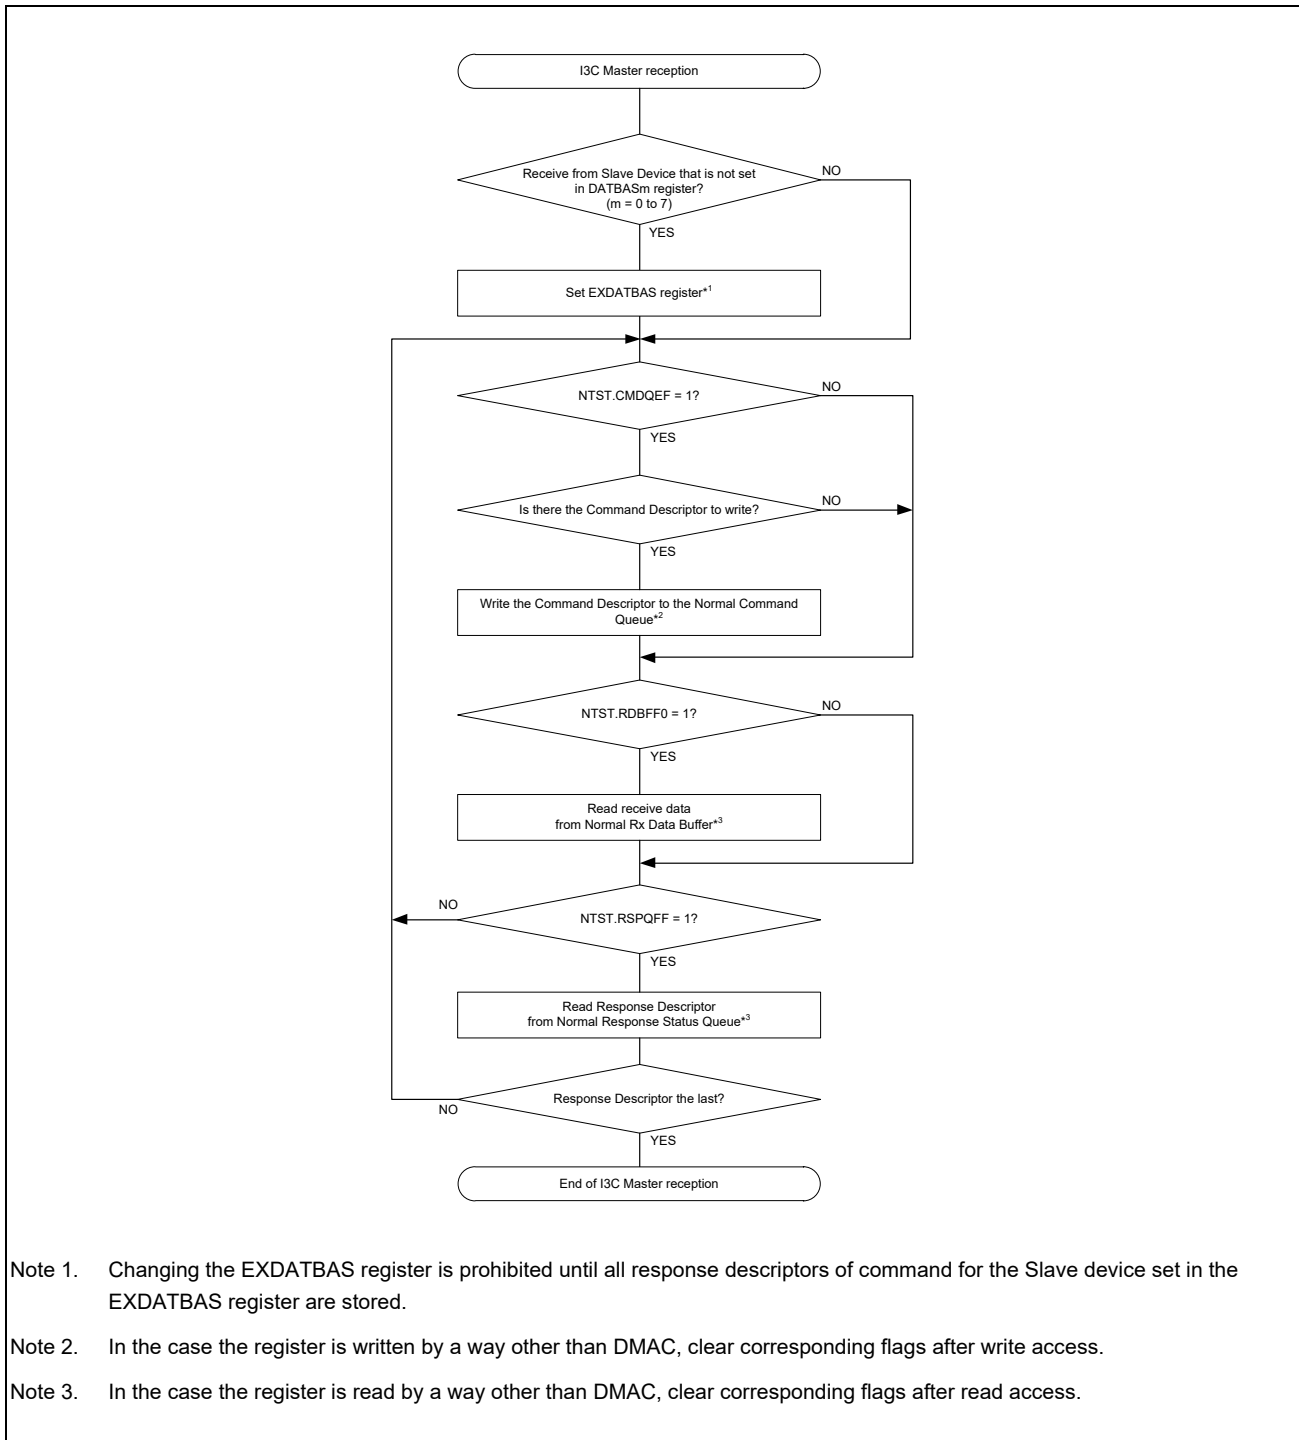 I3C Master reception
Receive from Slave Device that is not set
in DATBASm register?
(m = 0 to 7)
NO
YES
Set EXDATBAS register*1
NTST.CMDQEF = 1?
NO
YES
Is there the Command Descriptor to write?
NO
YES
Write the Command Descriptor to the Normal Command
Queue*2
NTST.RDBFF0 = 1?
NO
YES
Read receive data
from Normal Rx Data Buffer*3
NO
NTST.RSPQFF = 1?
YES
Read Response Descriptor
from Normal Response Status Queue*3
Response Descriptor the last?
NO
YES
End of I3C Master reception
Note 1. Changing the EXDATBAS register is prohibited until all response descriptors of command for the Slave device set in the
EXDATBAS register are stored.
Note 2. In the case the register is written by a way other than DMAC, clear corresponding flags after write access.
Note 3. In the case the register is read by a way other than DMAC, clear corresponding flags after read access.